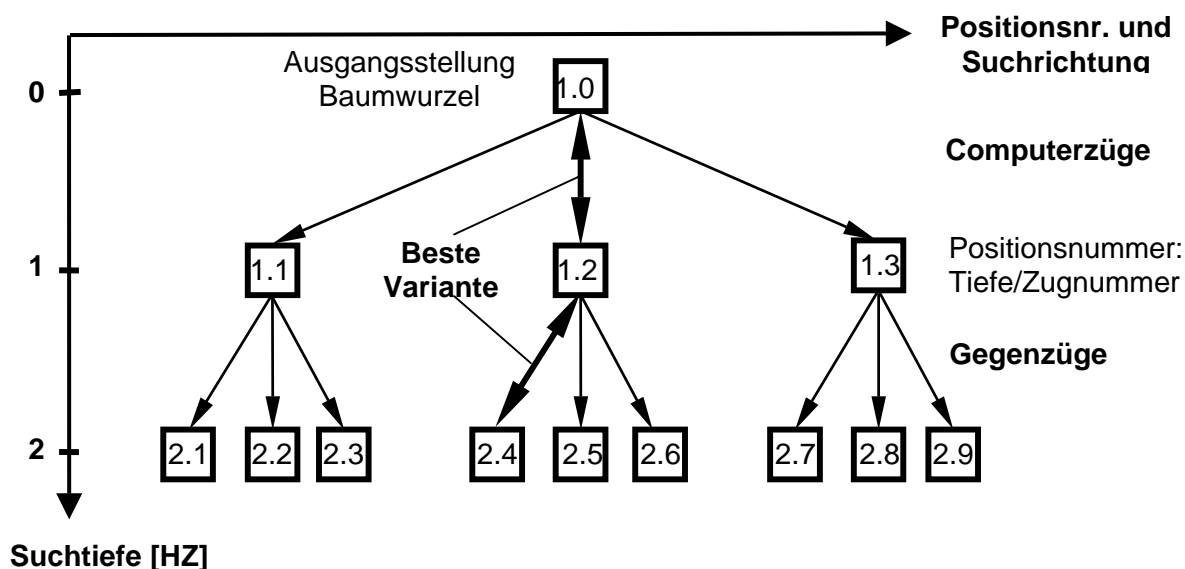 Positionsnr. und
Suchrichtung
Ausgangsstellung
Baumwurzel
0
1.0
Computerzüge
1
1.1
Beste
Variante
1.2
1.3
Positionsnummer:
Tiefe/Zugnummer
Gegenzüge
2
2.1
2.2
2.3
2.4
2.5
2.6
2.7
2.8
2.9
Suchtiefe [HZ]